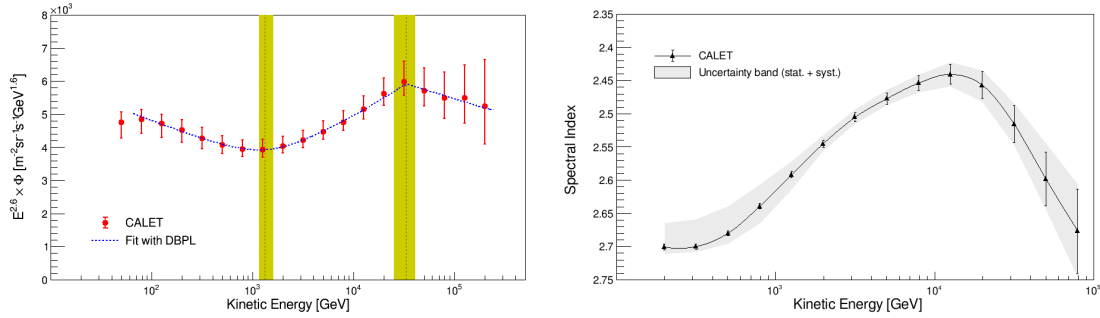 ×10³
8
7
6
5
4
3
2
1
0
E^2.6 × Φ [m⁻²sr⁻¹s⁻¹GeV^1.6]
CALET
Fit with DBPL
10² 10³ 10⁴ 10⁵
Kinetic Energy [GeV]
2.35
2.4
2.45
2.5
2.55
2.6
2.65
2.7
2.75
Spectral Index
CALET
Uncertainty band (stat. + syst.)
10³ 10⁴ 10⁵
Kinetic Energy [GeV]